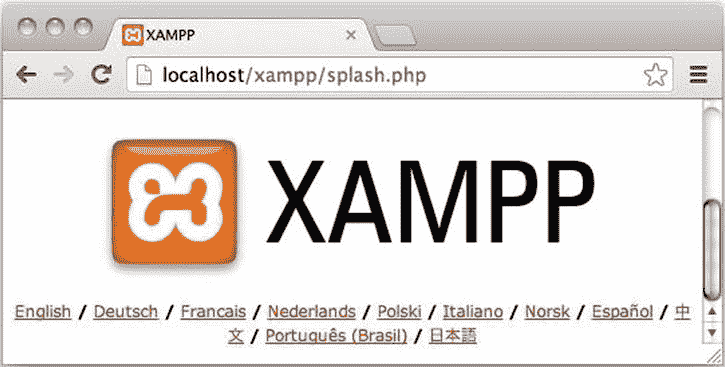 XAMPP
localhost/xampp/splash.php
XAMPP
English / Deutsch / Francais / Nederlands / Polski / Italiano / Norsk / Español / 中
文 / Português (Brasil) / 日本語